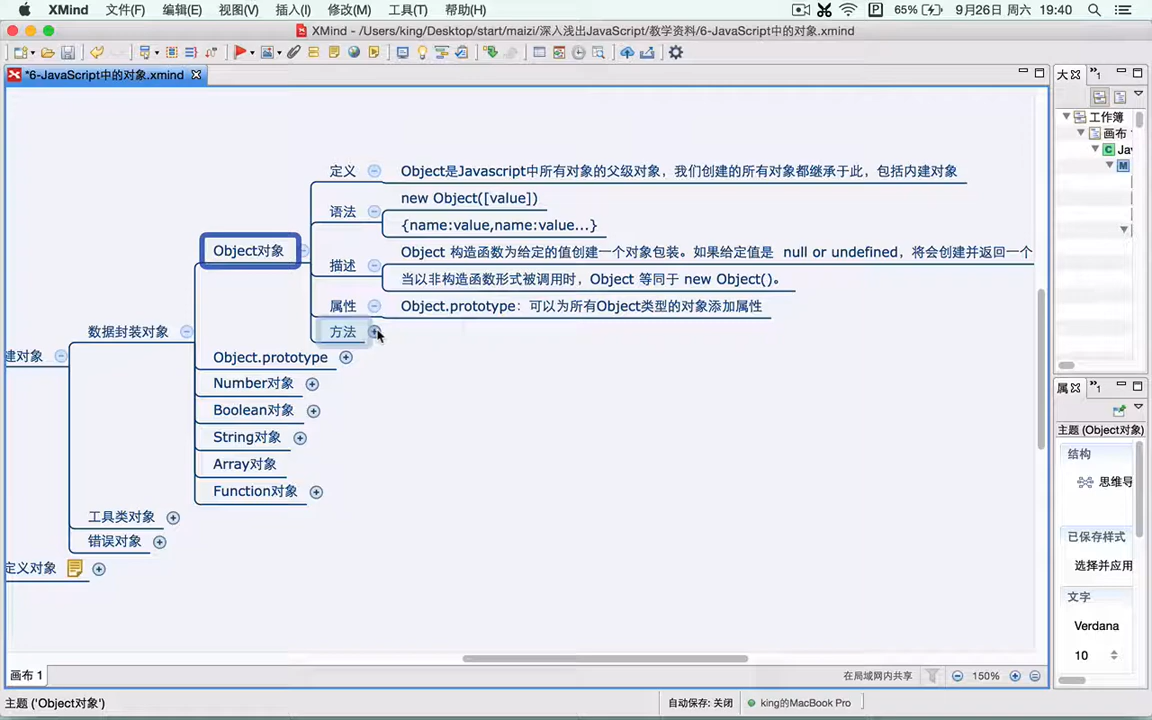 XMind 文件(F) 编辑(E) 视图(V) 插入(I) 修改(M) 工具(T) 帮助(H) 65% 9月26日 周六 19:40
XMind - /Users/king/Desktop/start/maizi/深入浅出JavaScript/教学资料/6-JavaScript中的对象.xmind
*6-JavaScript中的对象.xmind
大
1
工作簿
画布
C Ja
M
定义 Object是Javascript中所有对象的父级对象，我们创建的所有对象都继承于此，包括内建对象
语法
new Object([value])
{name:value,name:value...}
Object对象
描述
Object 构造函数为给定的值创建一个对象包装。如果给定值是 null or undefined，将会创建并返回一个
当以非构造函数形式被调用时，Object 等同于 new Object()。
属性 Object.prototype：可以为所有Object类型的对象添加属性
方法
建对象
数据封装对象
Object.prototype
Number对象
Boolean对象
String对象
Array对象
Function对象
工具类对象
错误对象
定义对象
属
1
主题 (Object对象)
结构
思维导
已保存样式
选择并应用
文字
Verdana
10
画布 1
在局域网内共享
150%
主题 ('Object对象')
自动保存: 关闭
king的MacBook Pro